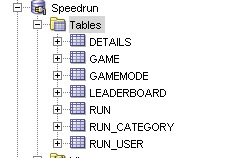 Speedrun
Tables
DETAILS
GAME
GAMEMODE
LEADERBOARD
RUN
RUN_CATEGORY
RUN_USER